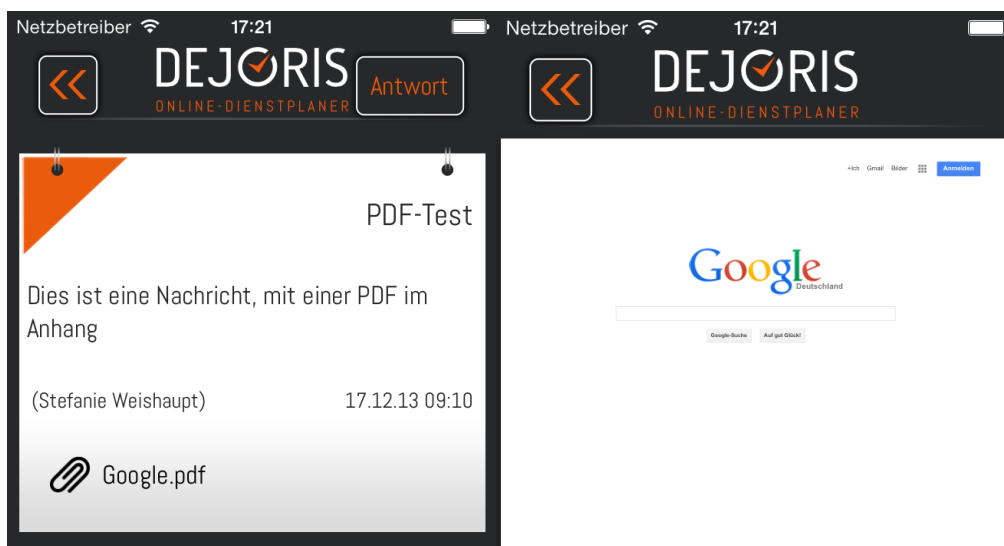 Netzbetreiber 17:21
DEJORIS
ONLINE-DIENSTPLANER
Antwort
PDF-Test
Dies ist eine Nachricht, mit einer PDF im
Anhang
(Stefanie Weishaupt) 17.12.13 09:10
Google.pdf
Netzbetreiber 17:21
DEJORIS
ONLINE-DIENSTPLANER
+Ich Gmail Bilder Anmelden
Google
Deutschland
Google-Suche Auf gut Glück!